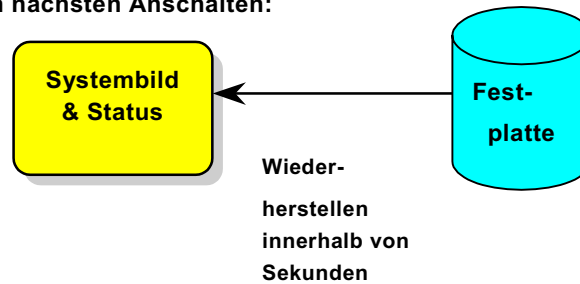 nächsten Anschalten:
Systembild
& Status
Fest-
platte
Wieder-
herstellen
innerhalb von
Sekunden